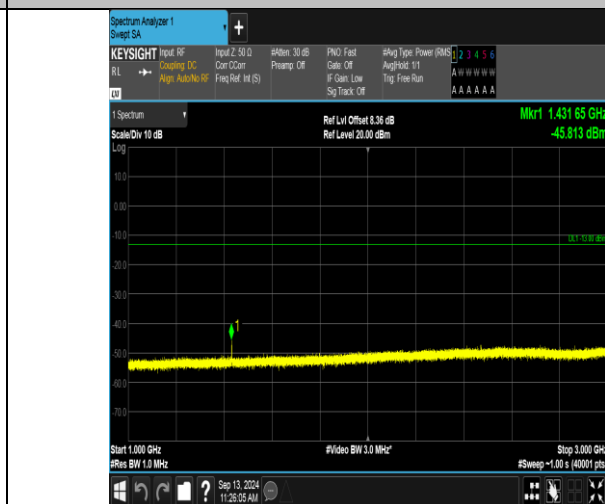 Spectrum Analyzer 1
Swept SA
+
KEYSIGHT Input: RF Input Z: 50 Ω #Atten: 30 dB PNO: Fast #Avg Type: Power (RMS 1 2 3 4 5 6
RL Coupling: DC Corr CCorr Preamp: Off Gate: Off Avg|Hold: 1/1 A W W W W W
Align: Auto/No RF Freq Ref: Int (S) IF Gain: Low Trig: Free Run
Sig Track: Off A A A A A A
LXI
1 Spectrum Ref Lvl Offset 8.36 dB Mkr1 1.431 65 GHz
Scale/Div 10 dB Ref Level 20.00 dBm -45.813 dBm
Log
10.0
0.00
-10.0
DL1 -13.00 dBm
-20.0
-30.0
-40.0
1
-50.0
-60.0
-70.0
Start 1.000 GHz #Video BW 3.0 MHz* Stop 3.000 GHz
#Res BW 1.0 MHz #Sweep ~1.00 s (40001 pts
? Sep 13, 2024
11:26:05 AM